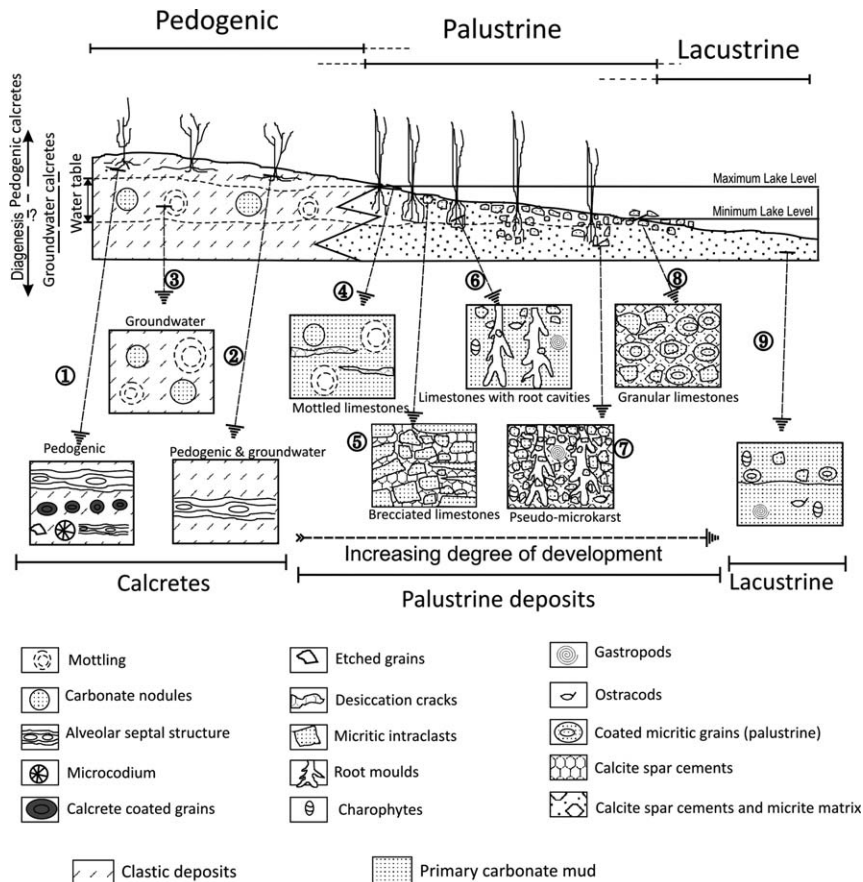 Pedogenic
Palustrine
Lacustrine
Diagenesis
Pedogenic calcretes
?
Groundwater calcretes
Water table
Maximum Lake Level
Minimum Lake Level
①
②
③
④
⑤
⑥
⑦
⑧
⑨
Groundwater
Mottled limestones
Limestones with root cavities
Granular limestones
Pedogenic
Pedogenic & groundwater
Brecciated limestones
Pseudo-microkarst
Increasing degree of development
Calcretes
Palustrine deposits
Lacustrine
Mottling
Carbonate nodules
Alveolar septal structure
Microcodium
Calcrete coated grains
Etched grains
Desiccation cracks
Micritic intraclasts
Root moulds
Charophytes
Gastropods
Ostracods
Coated micritic grains (palustrine)
Calcite spar cements
Calcite spar cements and micrite matrix
Clastic deposits
Primary carbonate mud